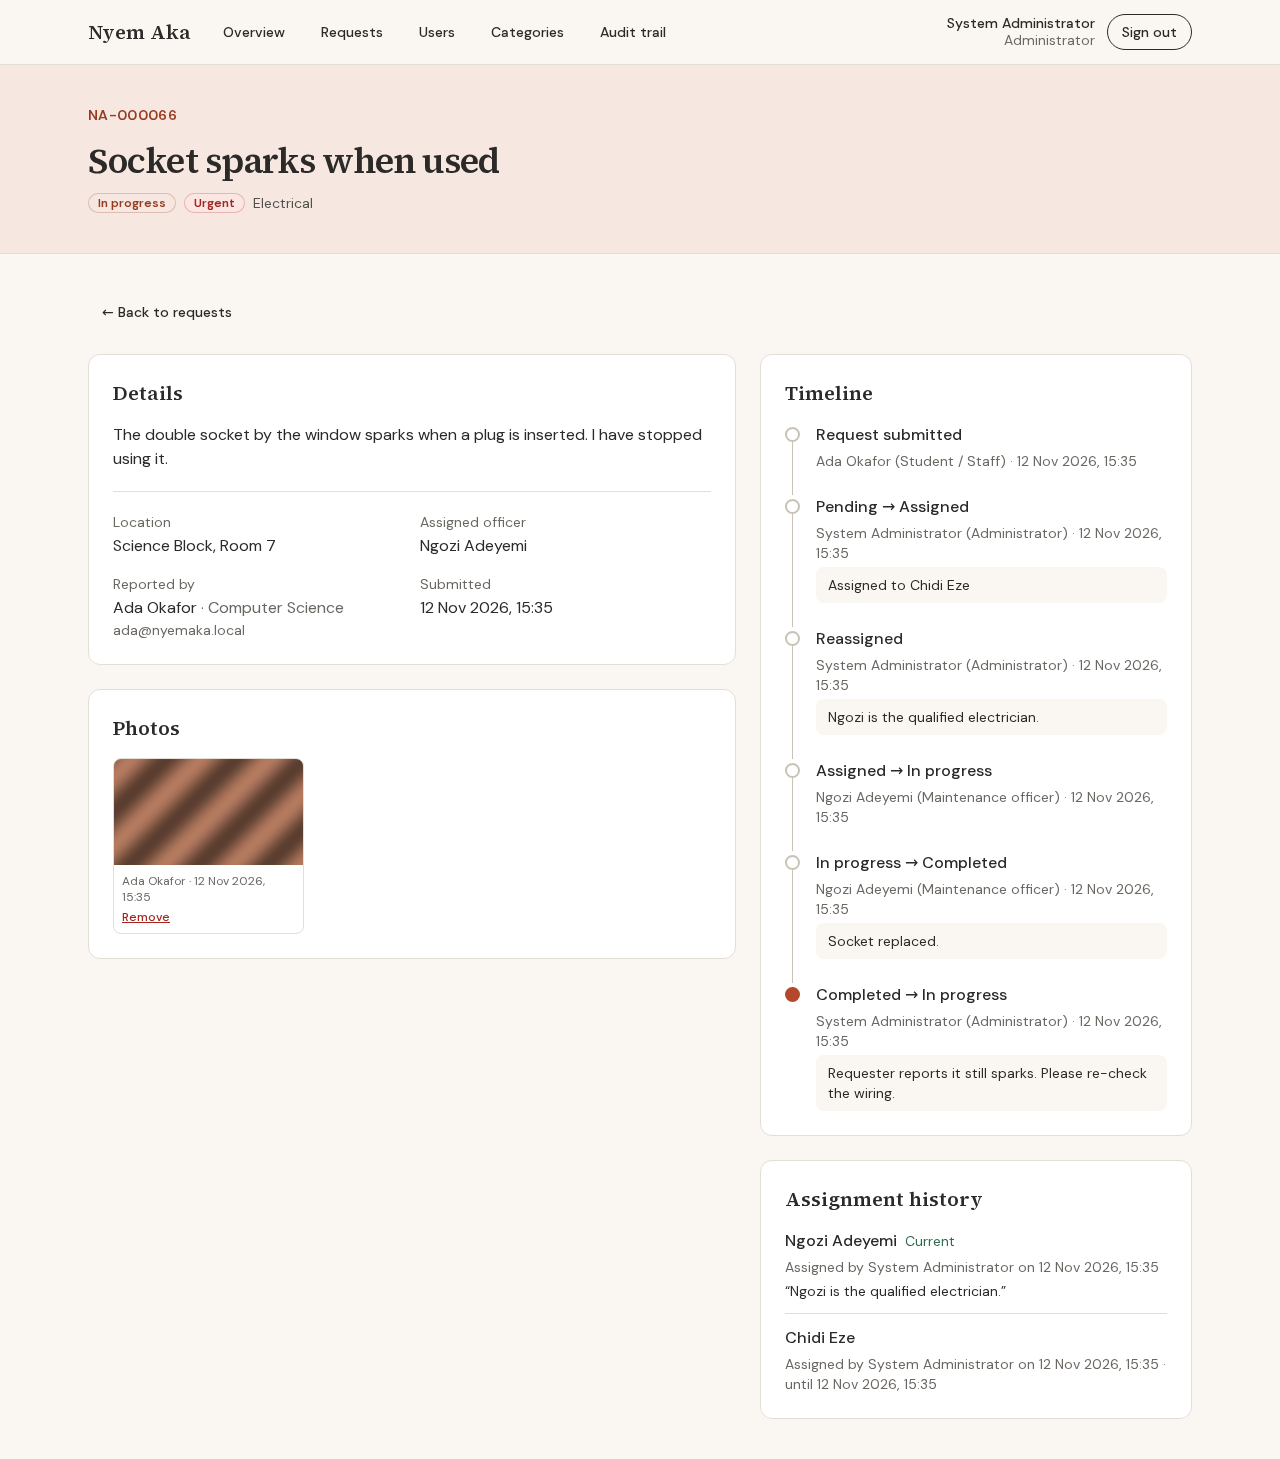 Nyem Aka
Overview
Requests
Users
Categories
Audit trail
System Administrator
Administrator
Sign out
NA-000066
Socket sparks when used
In progress
Urgent
Electrical
← Back to requests
Details
The double socket by the window sparks when a plug is inserted. I have stopped
using it.
Location
Science Block, Room 7
Assigned officer
Ngozi Adeyemi
Reported by
Ada Okafor · Computer Science
ada@nyemaka.local
Submitted
12 Nov 2026, 15:35
Photos
Ada Okafor · 12 Nov 2026,
15:35
Remove
Timeline
Request submitted
Ada Okafor (Student / Staff) · 12 Nov 2026, 15:35
Pending → Assigned
System Administrator (Administrator) · 12 Nov 2026,
15:35
Assigned to Chidi Eze
Reassigned
System Administrator (Administrator) · 12 Nov 2026,
15:35
Ngozi is the qualified electrician.
Assigned → In progress
Ngozi Adeyemi (Maintenance officer) · 12 Nov 2026,
15:35
In progress → Completed
Ngozi Adeyemi (Maintenance officer) · 12 Nov 2026,
15:35
Socket replaced.
Completed → In progress
System Administrator (Administrator) · 12 Nov 2026,
15:35
Requester reports it still sparks. Please re-check
the wiring.
Assignment history
Ngozi Adeyemi Current
Assigned by System Administrator on 12 Nov 2026, 15:35
“Ngozi is the qualified electrician.”
Chidi Eze
Assigned by System Administrator on 12 Nov 2026, 15:35 ·
until 12 Nov 2026, 15:35